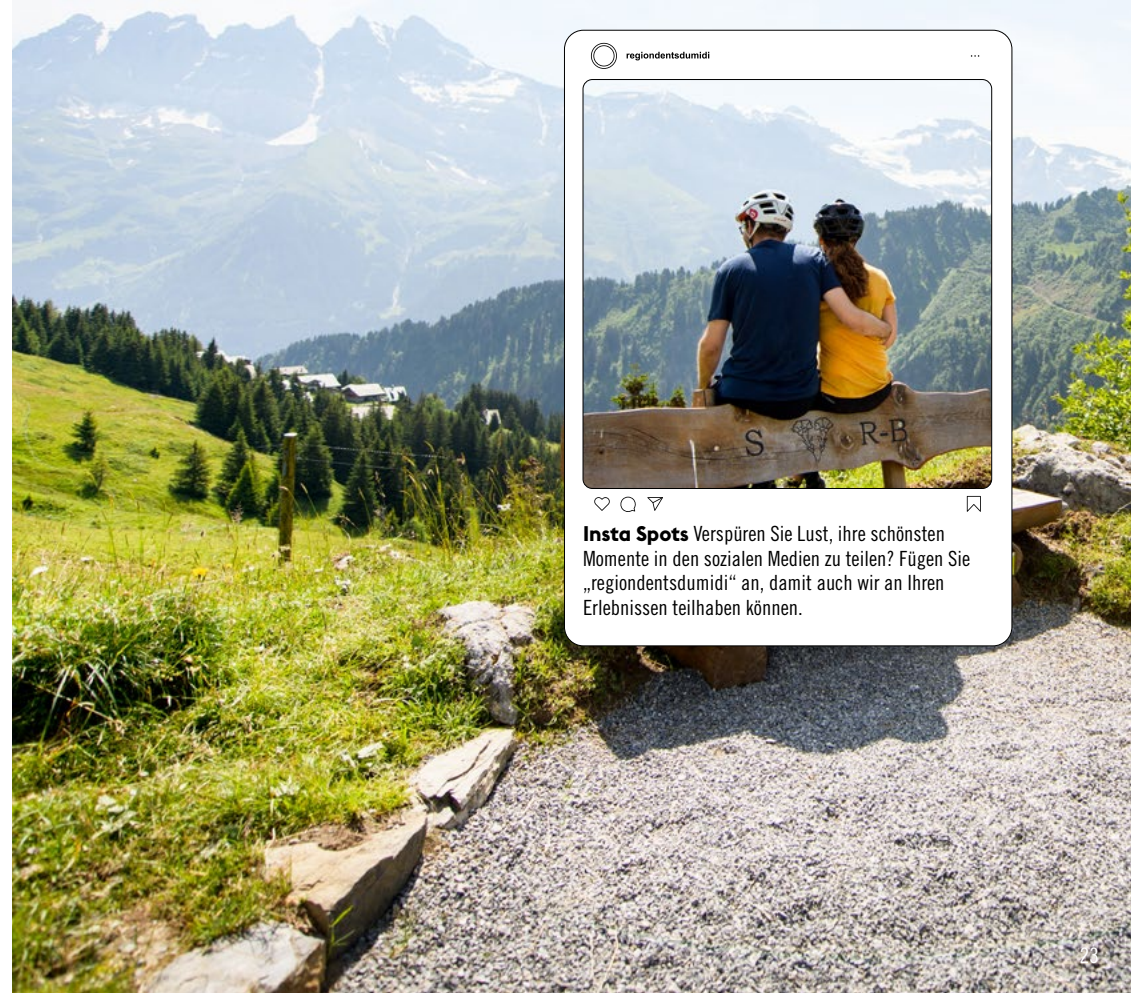 regiondentsdumidi
...
S R-B
Insta Spots Verspüren Sie Lust, ihre schönsten
Momente in den sozialen Medien zu teilen? Fügen Sie
„regiondentsdumidi“ an, damit auch wir an Ihren
Erlebnissen teilhaben können.
23